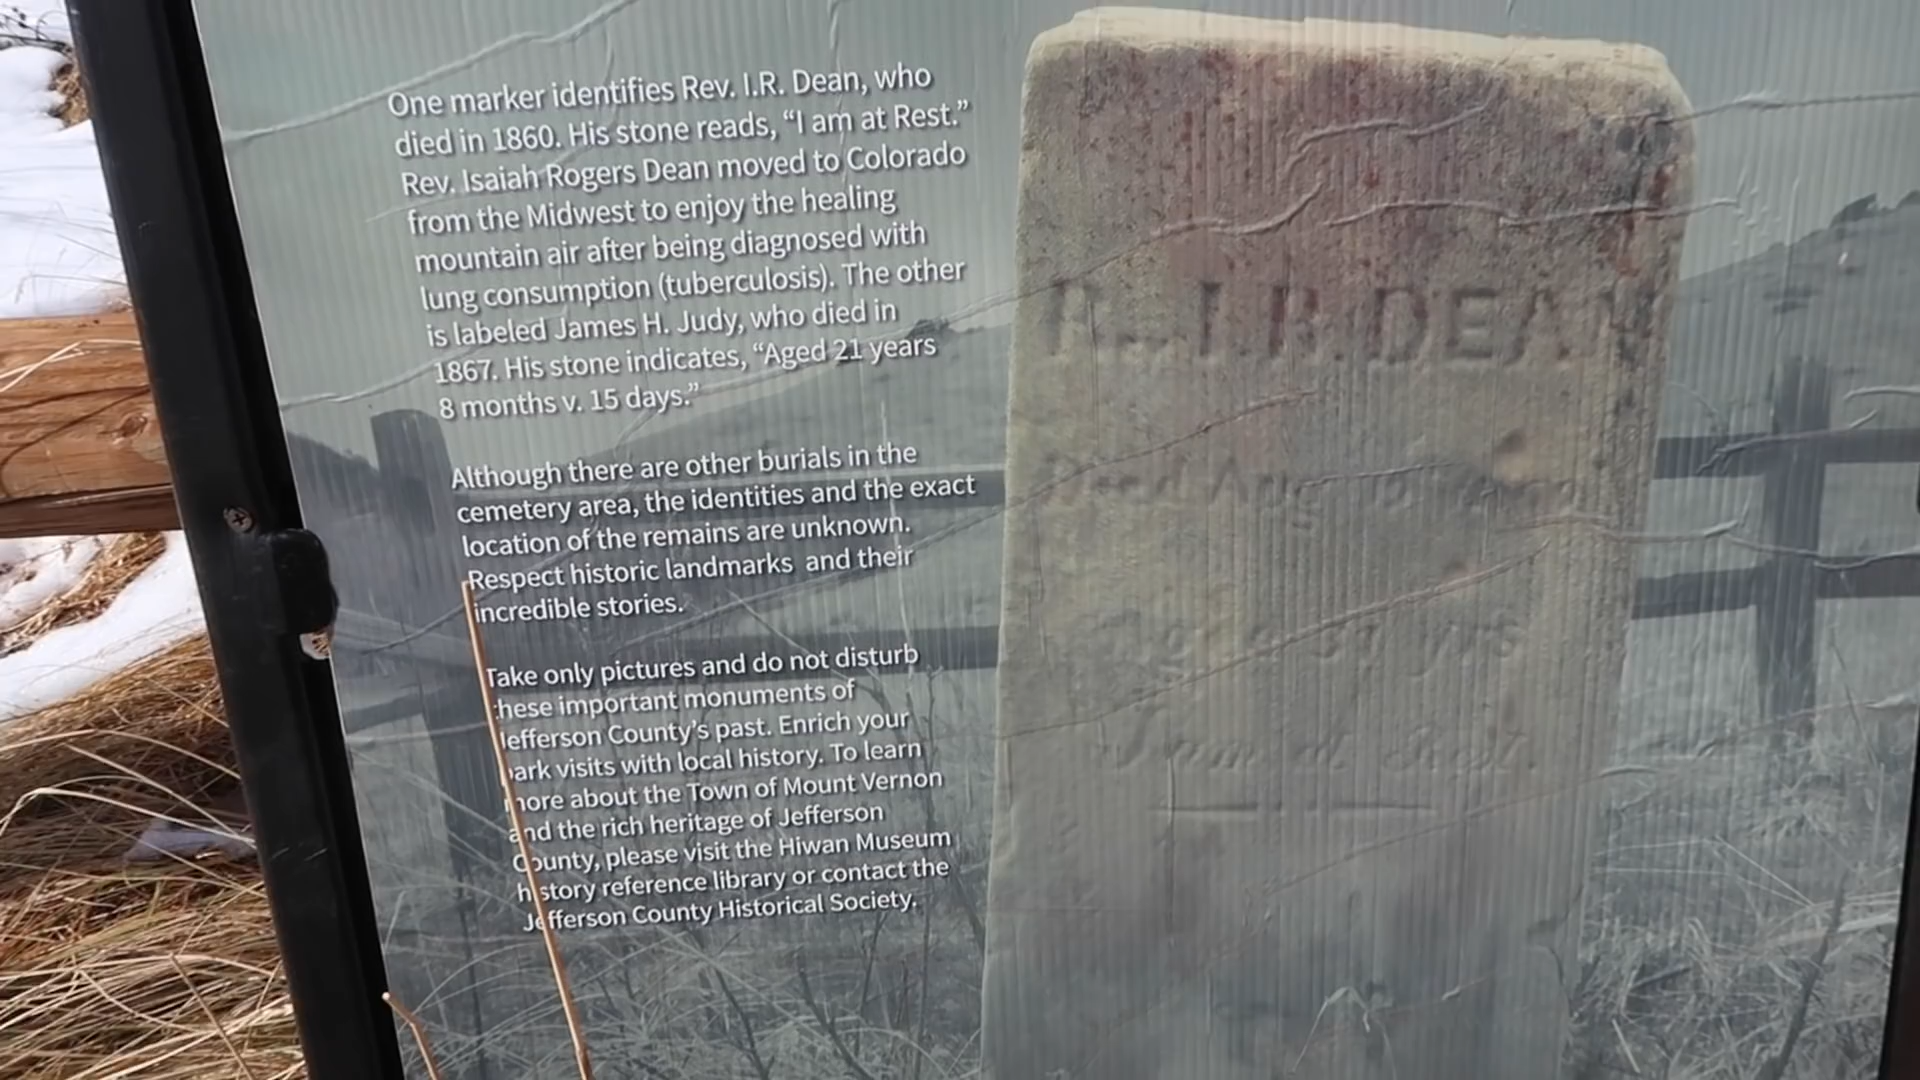 One marker identifies Rev. I.R. Dean, who
died in 1860. His stone reads, “I am at Rest.”
Rev. Isaiah Rogers Dean moved to Colorado
from the Midwest to enjoy the healing
mountain air after being diagnosed with
lung consumption (tuberculosis). The other
is labeled James H. Judy, who died in
1867. His stone indicates, “Aged 21 years
8 months v. 15 days.”
Although there are other burials in the
cemetery area, the identities and the exact
location of the remains are unknown.
Respect historic landmarks and their
incredible stories.
Take only pictures and do not disturb
these important monuments of
Jefferson County’s past. Enrich your
park visits with local history. To learn
more about the Town of Mount Vernon
and the rich heritage of Jefferson
County, please visit the Hiwan Museum
history reference library or contact the
Jefferson County Historical Society.
I.R. DEAN